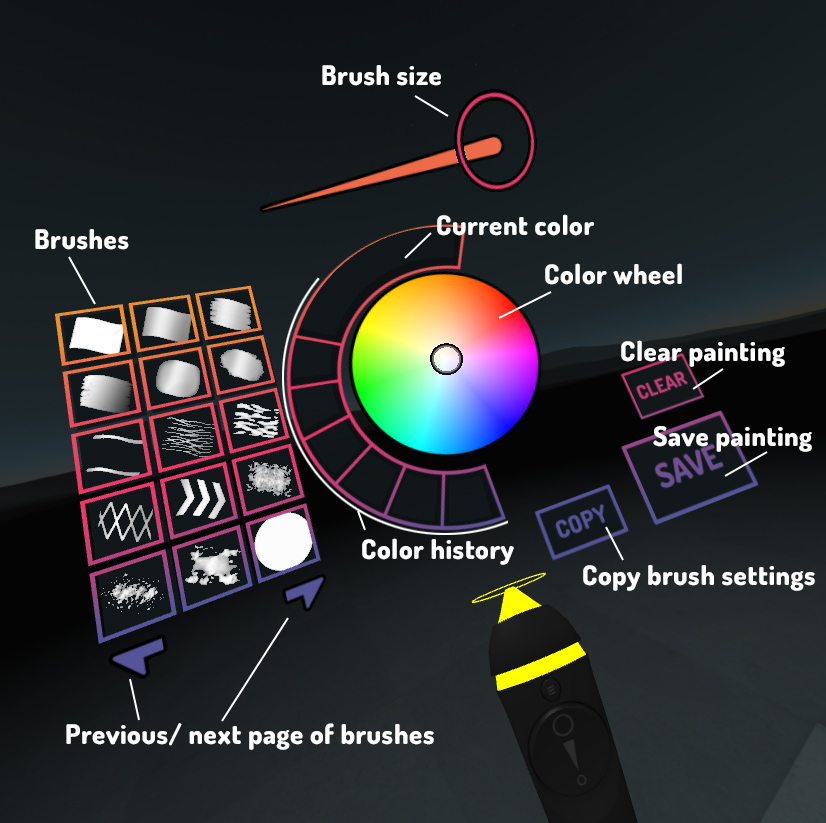 Brush size
Current color
Brushes
Color wheel
Clear painting
CLEAR
Save painting
SAVE
COPY
Color history
Copy brush settings
Previous/ next page of brushes